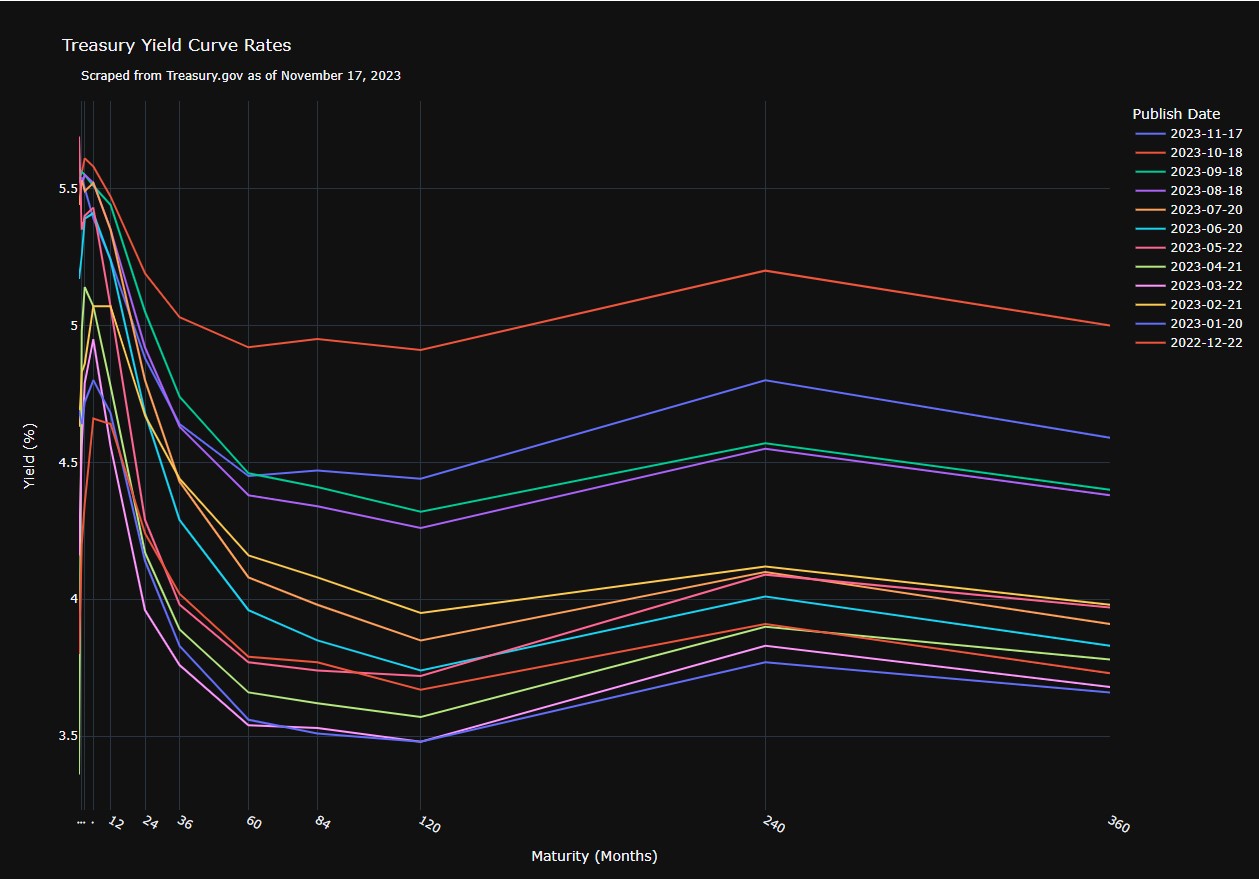 Treasury Yield Curve Rates
Scraped from Treasury.gov as of November 17, 2023
Publish Date
2023-11-17
2023-10-18
2023-09-18
2023-08-18
2023-07-20
2023-06-20
2023-05-22
2023-04-21
2023-03-22
2023-02-21
2023-01-20
2022-12-22
5.5
5
4.5
4
3.5
Yield (%)
12 24 36 60 84 120 240 360
Maturity (Months)